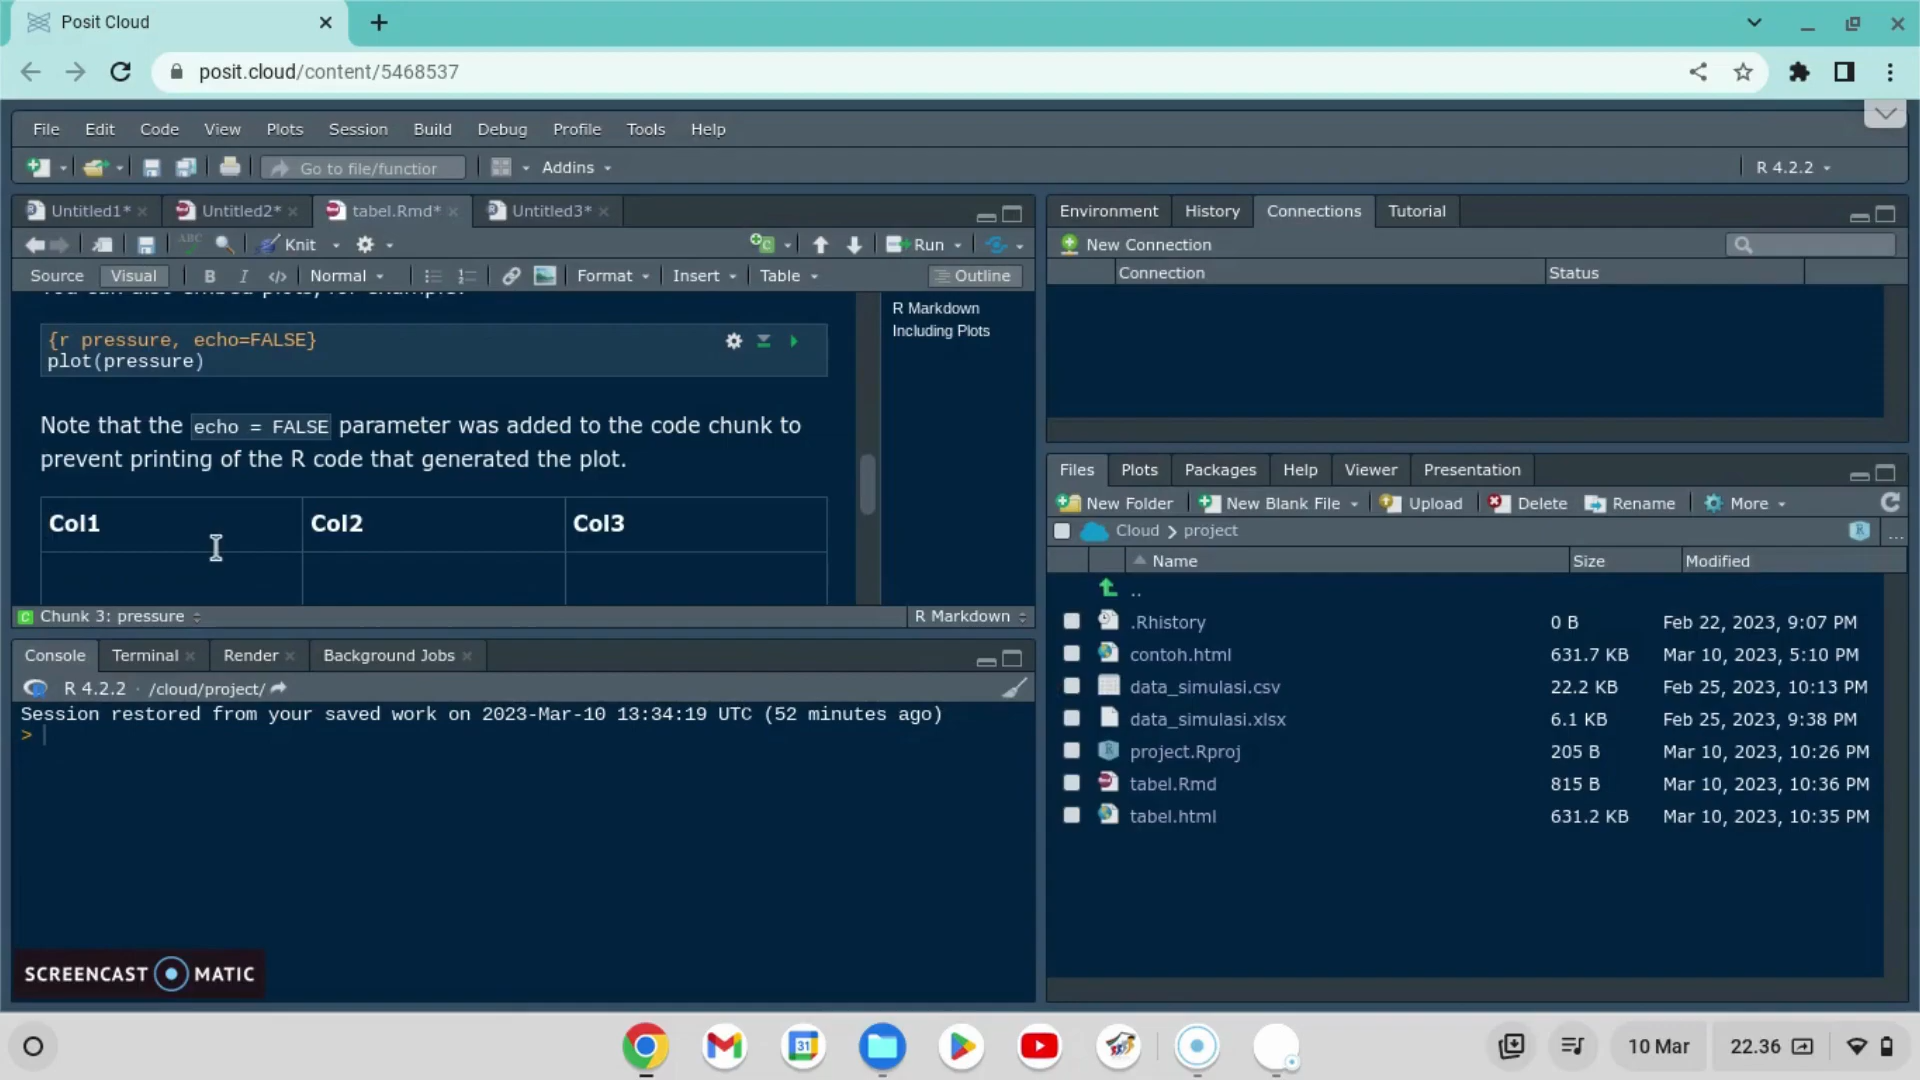 Posit Cloud
posit.cloud/content/5468537
File Edit Code View Plots Session Build Debug Profile Tools Help
Go to file/function Addins R 4.2.2
Untitled1* Untitled2* tabel.Rmd* Untitled3*
ABC Knit Run
Source Visual B I </> Normal Format Insert Table Outline
You can also embed plots, for example:
{r pressure, echo=FALSE}
plot(pressure)
Note that the echo = FALSE parameter was added to the code chunk to
prevent printing of the R code that generated the plot.
Col1 Col2 Col3
R Markdown
Including Plots
Chunk 3: pressure R Markdown
Console Terminal Render Background Jobs
R 4.2.2 · /cloud/project/
Session restored from your saved work on 2023-Mar-10 13:34:19 UTC (52 minutes ago)
>
SCREENCAST MATIC
Environment History Connections Tutorial
New Connection
Connection Status
Files Plots Packages Help Viewer Presentation
New Folder New Blank File Upload Delete Rename More
Cloud project ...
Name Size Modified
..
.Rhistory 0 B Feb 22, 2023, 9:07 PM
contoh.html 631.7 KB Mar 10, 2023, 5:10 PM
data_simulasi.csv 22.2 KB Feb 25, 2023, 10:13 PM
data_simulasi.xlsx 6.1 KB Feb 25, 2023, 9:38 PM
project.Rproj 205 B Mar 10, 2023, 10:26 PM
tabel.Rmd 815 B Mar 10, 2023, 10:36 PM
tabel.html 631.2 KB Mar 10, 2023, 10:35 PM
31
10 Mar 22.36